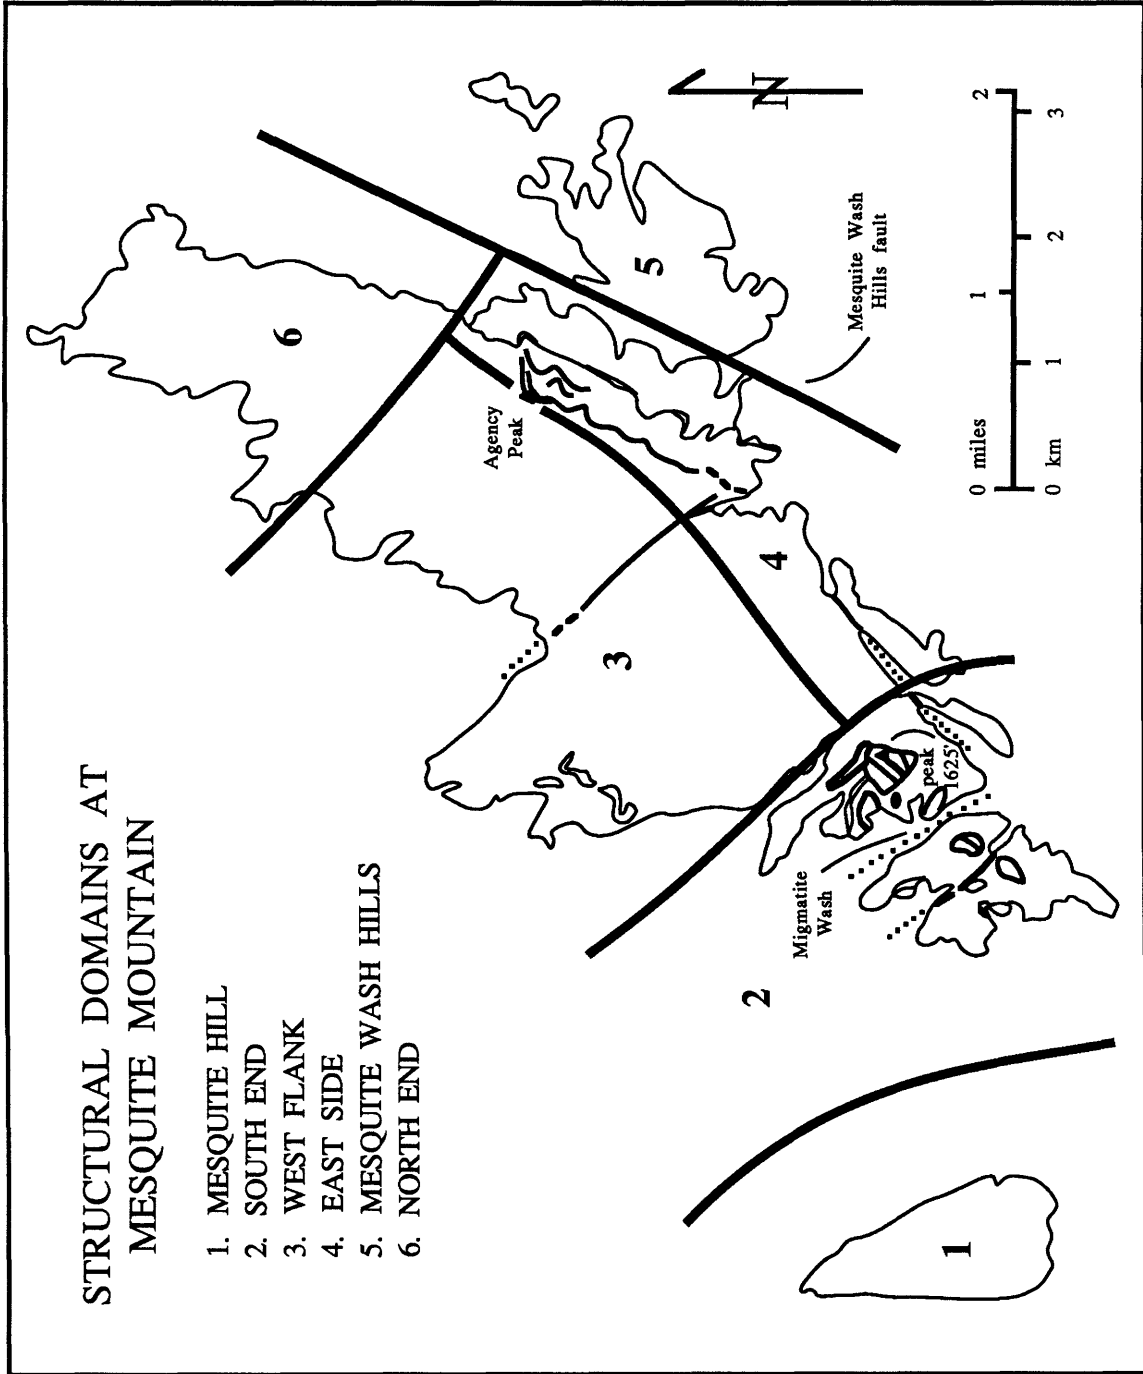 STRUCTURAL DOMAINS AT
MESQUITE MOUNTAIN
1. MESQUITE HILL
2. SOUTH END
3. WEST FLANK
4. EAST SIDE
5. MESQUITE WASH HILLS
6. NORTH END
6
5
Agency
Peak
3
4
Mesquite Wash
Hills fault
N
peak
1625'
Migmatite
Wash
2
1
0 miles 1 2
0 km 1 2 3